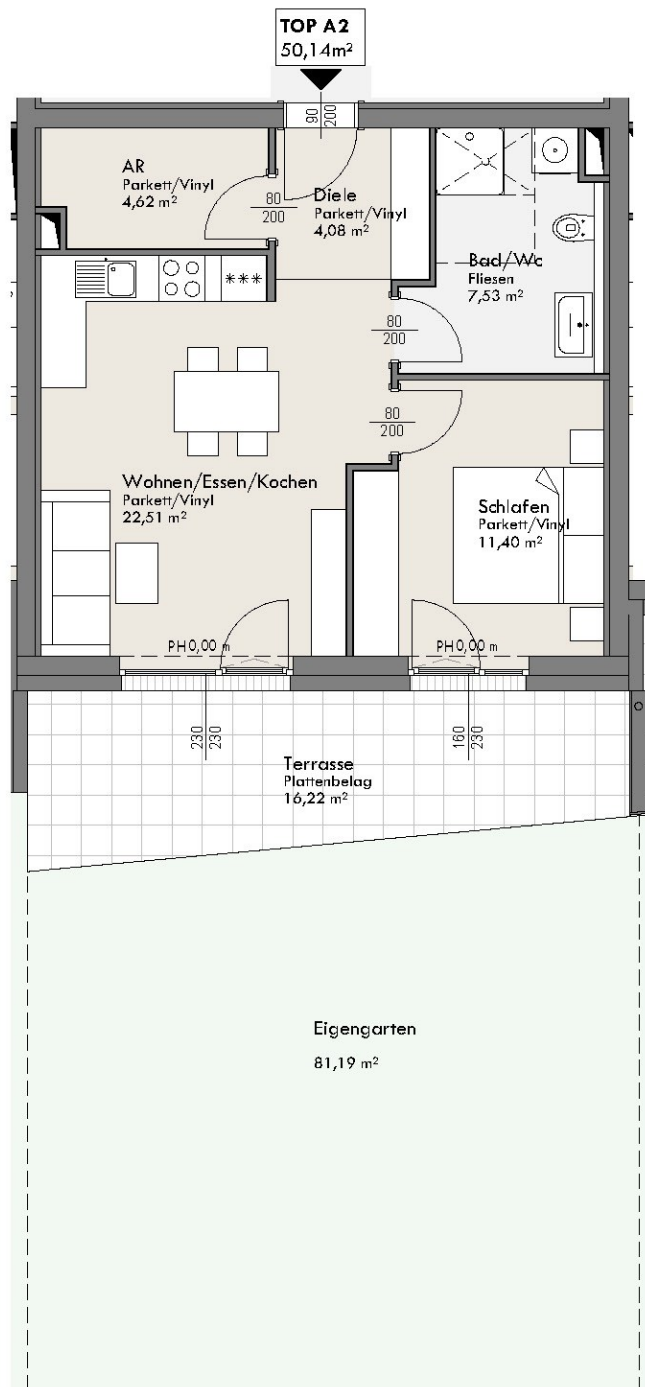 TOP A2
50,14m²
90
200
AR
Parkett/Vinyl
4,62 m²
80
200
Diele
Parkett/Vinyl
4,08 m²
Bad/Wc
Fliesen
7,53 m²
***
80
200
80
200
Wohnen/Essen/Kochen
Parkett/Vinyl
22,51 m²
Schlafen
Parkett/Vinyl
11,40 m²
PH0,00 m
PH0,00 m
230
230
160
230
Terrasse
Plattenbelag
16,22 m²
Eigengarten
81,19 m²